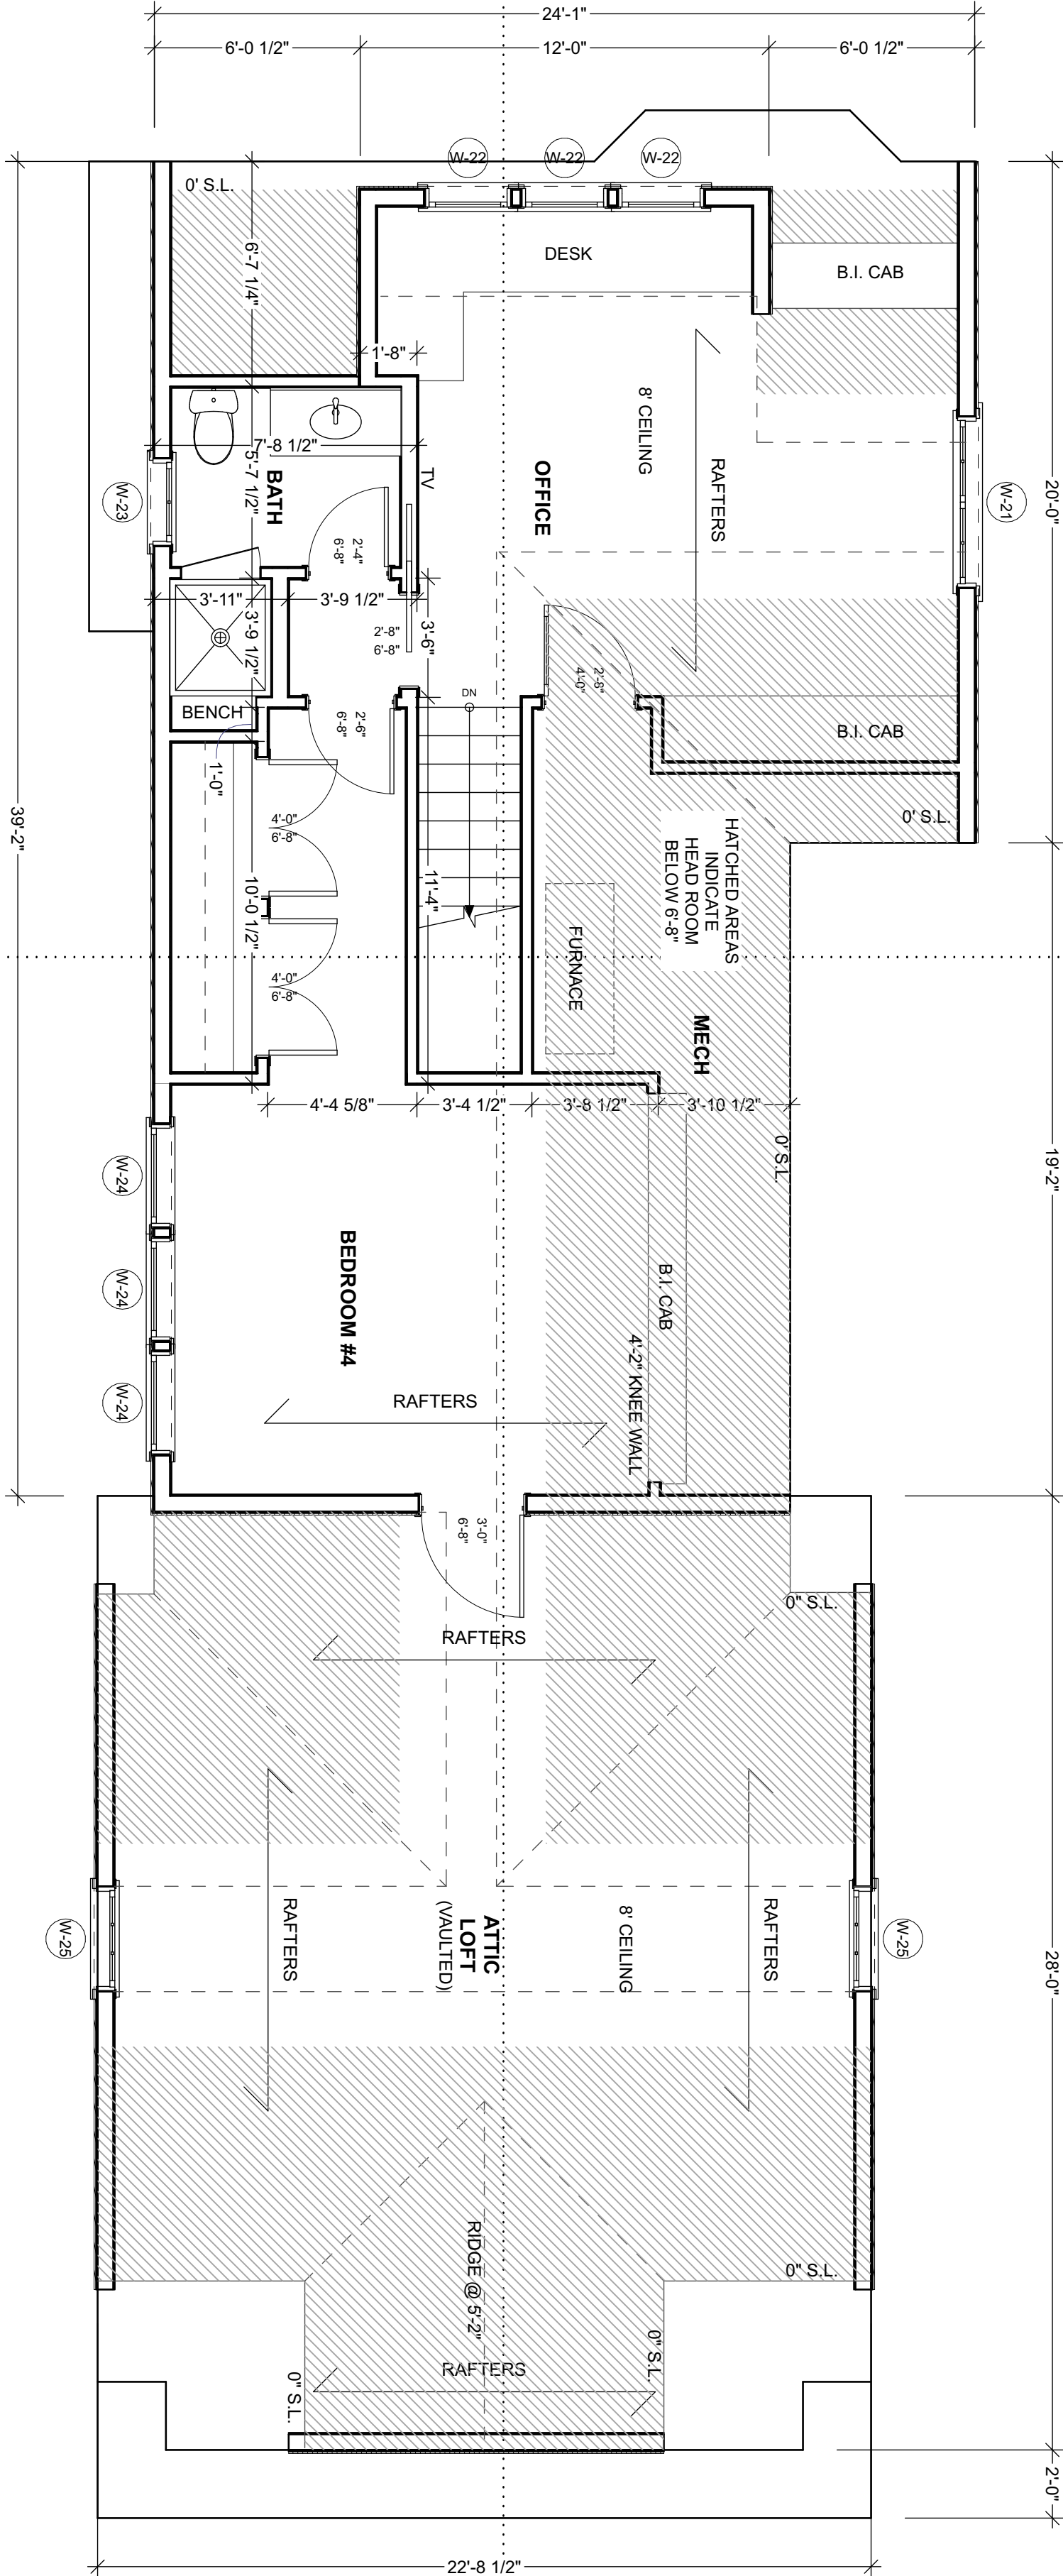 24'-1"
6'-0 1/2"
12'-0"
6'-0 1/2"
W-22
W-22
W-22
0' S.L.
6'-7 1/4"
DESK
B.I. CAB
1'-8"
8' CEILING
RAFTERS
OFFICE
TV
7'-8 1/2"
5'-7 1/2"
BATH
W-23
W-21
20'-0"
2'-4"
6'-8"
3'-11"
3'-9 1/2"
3'-9 1/2"
2'-8"
6'-8"
3'-6"
2'-6"
4'-0"
BENCH
2'-6"
6'-8"
DN
B.I. CAB
1'-0"
0' S.L.
39'-2"
4'-0"
6'-8"
HATCHED AREAS
INDICATE
HEAD ROOM
BELOW 6'-8"
11'-4"
10'-0 1/2"
FURNACE
4'-0"
6'-8"
MECH
4'-4 5/8"
3'-4 1/2"
3'-8 1/2"
3'-10 1/2"
0' S.L.
19'-2"
W-24
W-24
W-24
BEDROOM #4
B.I. CAB
4'-2" KNEE WALL
RAFTERS
3'-0"
6'-8"
0" S.L.
RAFTERS
RAFTERS
ATTIC
LOFT
(VAULTED)
8' CEILING
RAFTERS
W-25
W-25
28'-0"
RIDGE @ 5'-2"
0" S.L.
0" S.L.
0" S.L.
RAFTERS
2'-0"
22'-8 1/2"